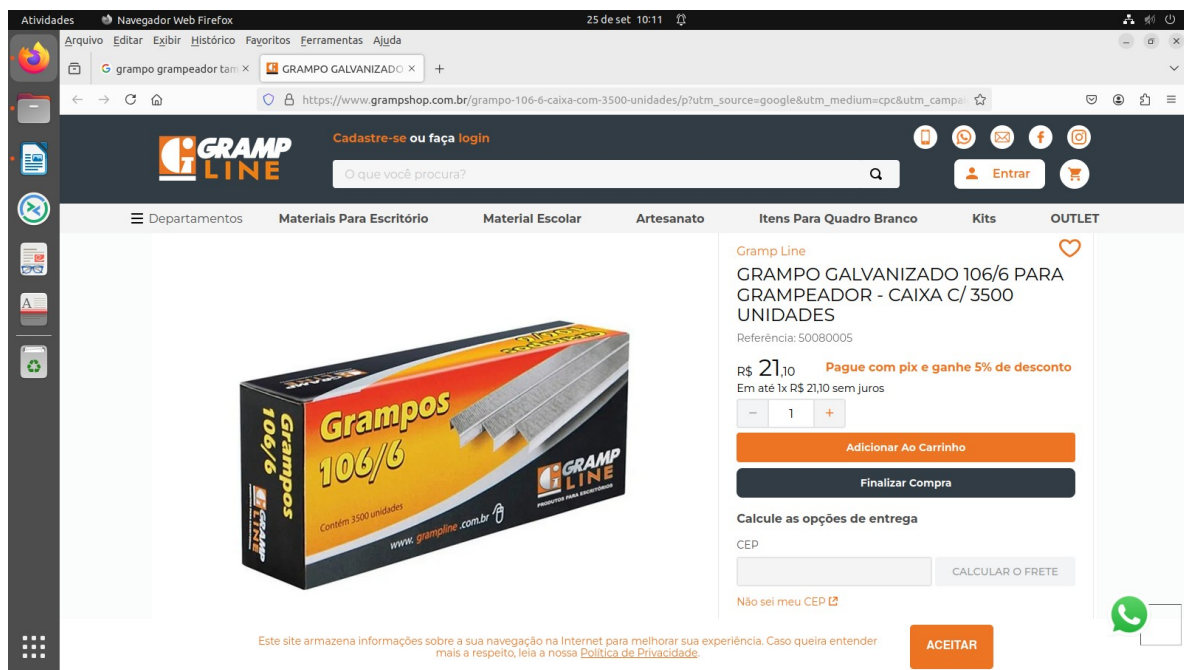 Atividades Navegador Web Firefox 25 de set 10:11
Arquivo Editar Exibir Histórico Favoritos Ferramentas Ajuda
grampo grampeador tam GRAMPO GALVANIZADO
https://www.grampshop.com.br/grampo-106-6-caixa-com-3500-unidades/p?utm_source=google&utm_medium=cpc&utm_campai
GRAMP
LINE
Cadastre-se ou faça login
O que você procura?
Entrar
Departamentos Materiais Para Escritório Material Escolar Artesanato Itens Para Quadro Branco Kits OUTLET
Grampos
106/6
GRAMP
LINE
Grampos
106/6
Contém 3500 unidades
www.grampline.com.br
GRAMP
LINE
PRODUTOS PARA ESCRITÓRIOS
Gramp Line
GRAMPO GALVANIZADO 106/6 PARA
GRAMPEADOR - CAIXA C/ 3500
UNIDADES
Referência: 50080005
R$ 21,10 Pague com pix e ganhe 5% de desconto
Em até 1x R$ 21,10 sem juros
− 1 +
Adicionar Ao Carrinho
Finalizar Compra
Calcule as opções de entrega
CEP
CALCULAR O FRETE
Não sei meu CEP
Este site armazena informações sobre a sua navegação na Internet para melhorar sua experiência. Caso queira entender
mais a respeito, leia a nossa Política de Privacidade.
ACEITAR